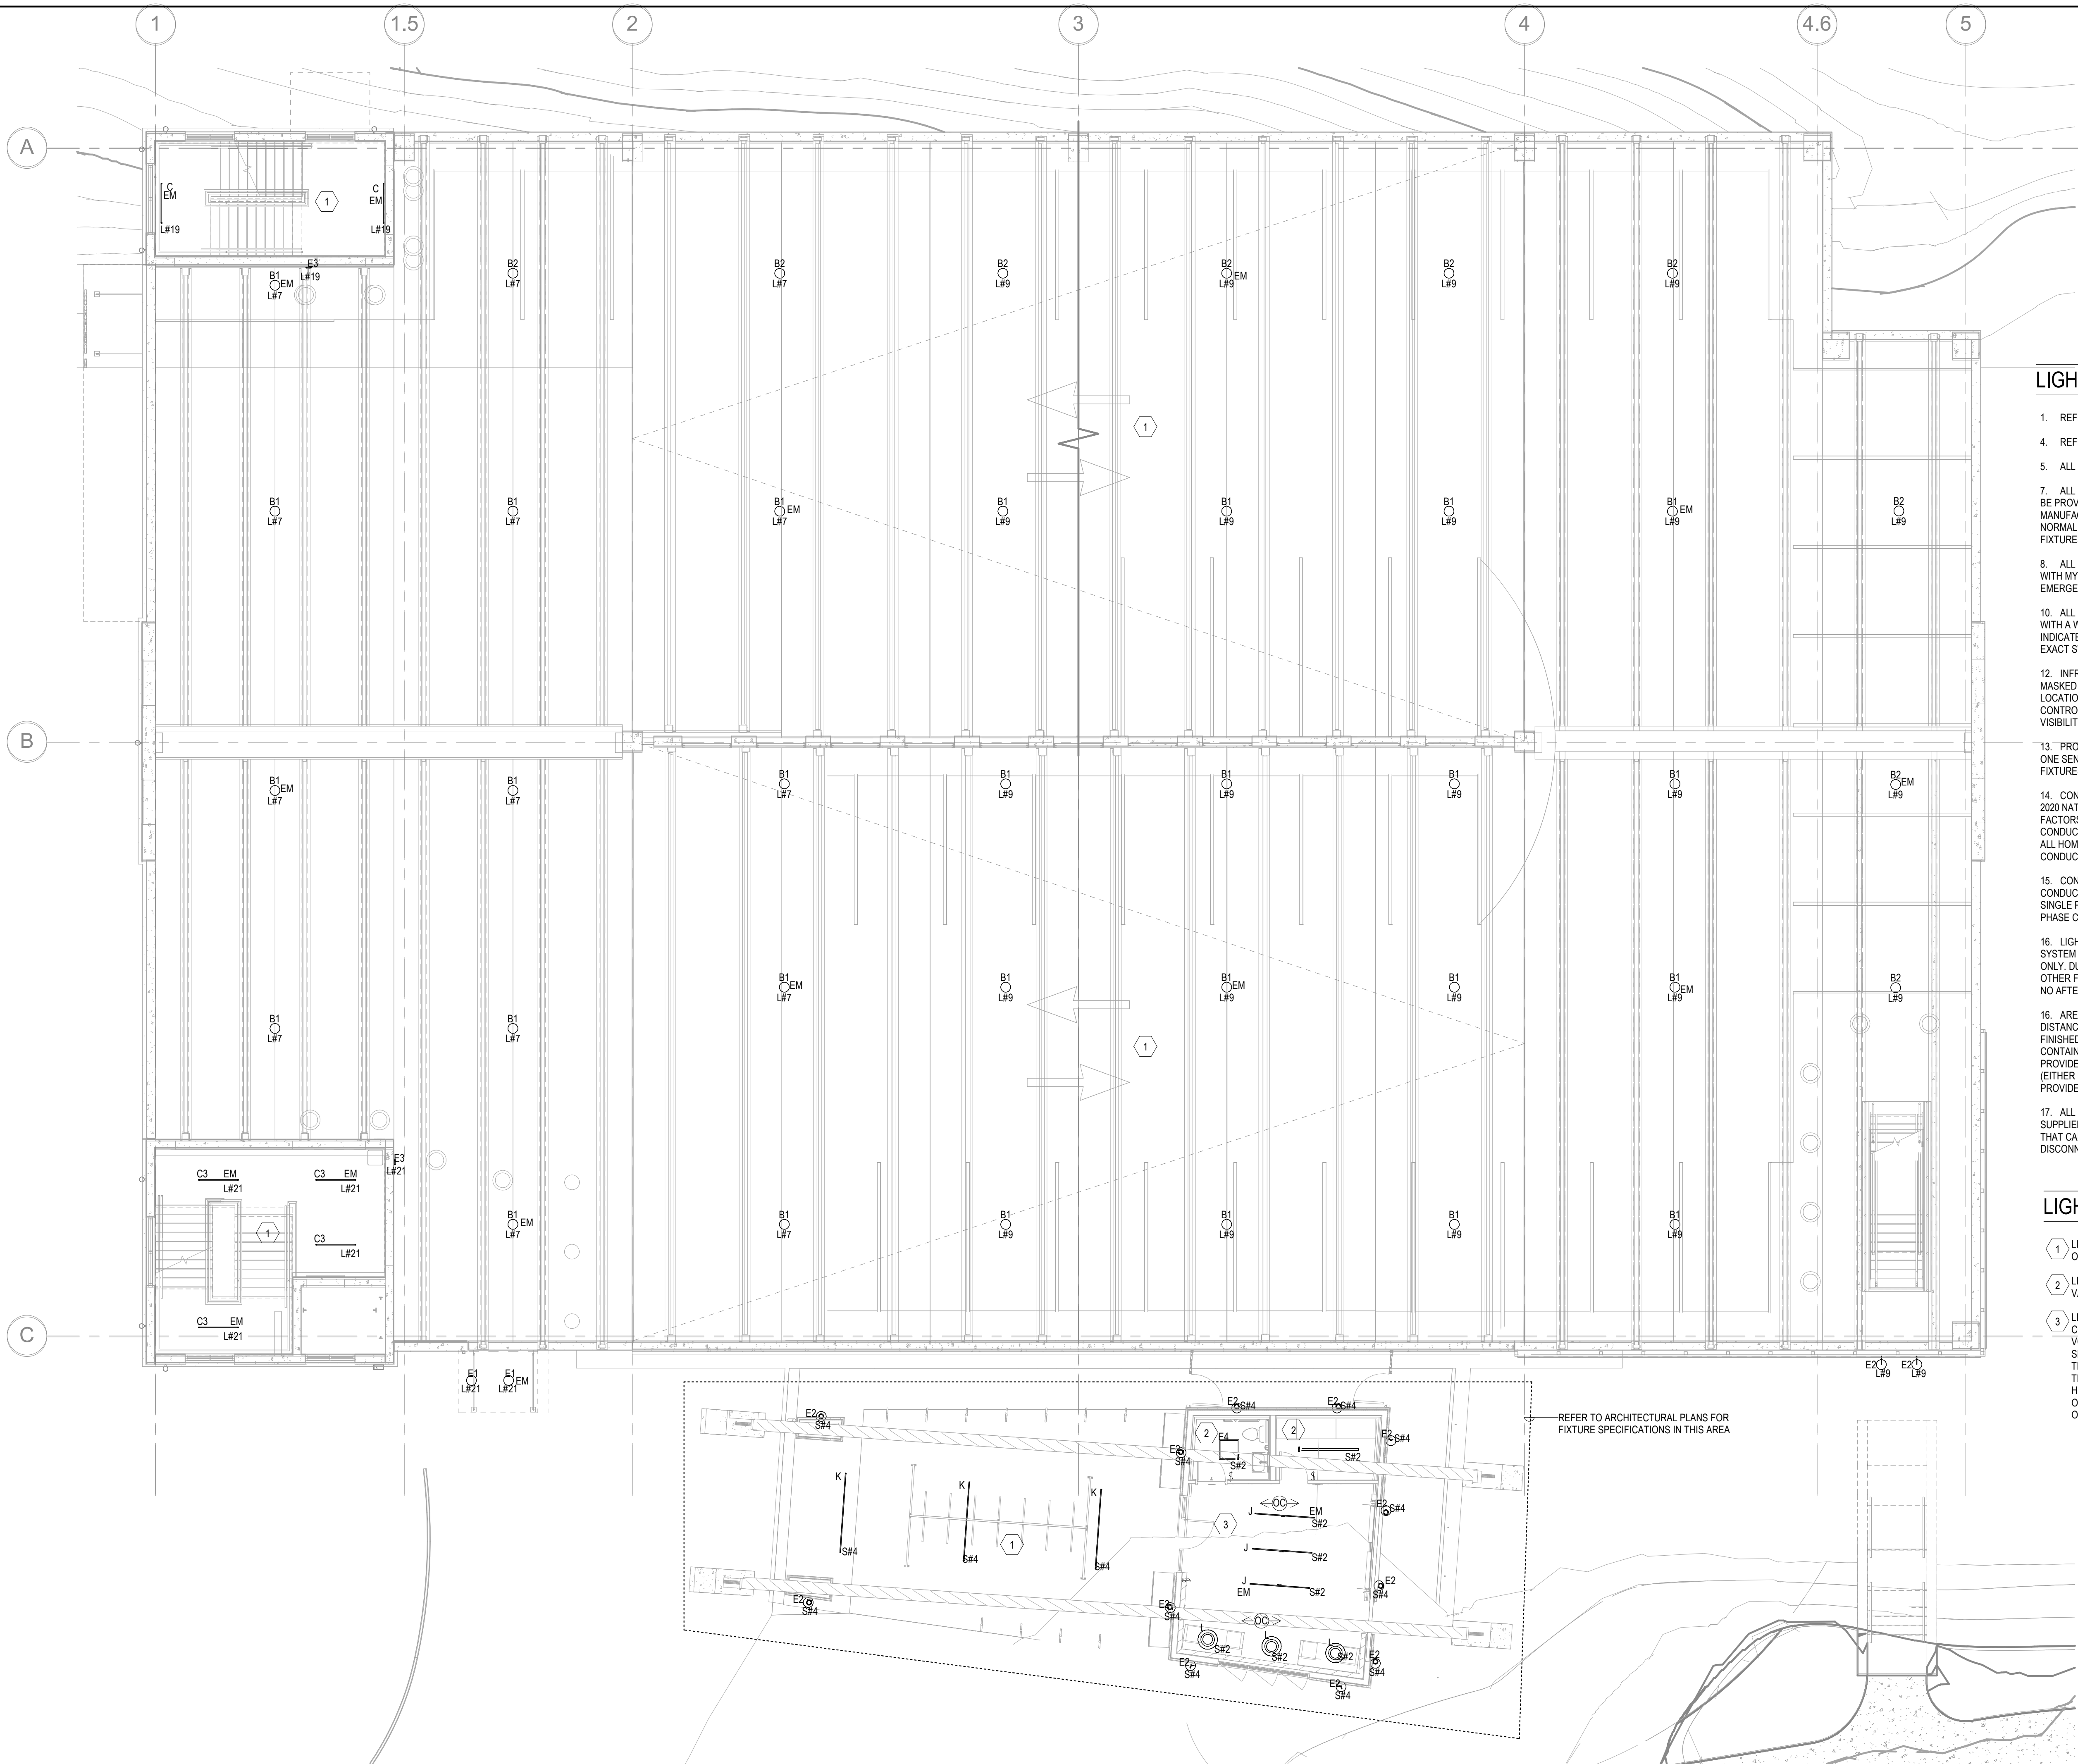 1
1.5
2
3
4
4.6
5
A
C
EM
L#19
C
EM
L#19
1
E3
L#19
B1
EM
L#7
B2
L#7
B2
L#7
B2
L#9
B2
EM
L#9
B2
L#9
B2
L#9
1
B1
L#7
B1
L#7
B1
EM
L#7
B1
L#9
B1
L#9
B1
L#9
B1
EM
L#9
B2
L#9
B
B1
EM
L#7
B1
L#7
B1
L#7
B1
L#9
B1
L#9
B1
L#9
B1
L#9
B2
EM
L#9
B1
L#7
B1
L#7
B1
EM
L#7
B1
L#9
B1
EM
L#9
B1
L#9
B1
EM
L#9
B2
L#9
1
E3
L#21
C3 EM
L#21
C3 EM
L#21
1
C3
L#21
C3 EM
L#21
B1
EM
L#7
B1
L#7
B1
L#9
B1
L#9
B1
L#9
B1
L#9
C
E1
L#21
E1
EM
L#21
E2
L#9
E2
L#9
REFER TO ARCHITECTURAL PLANS FOR
FIXTURE SPECIFICATIONS IN THIS AREA
E2
S#4
E2
S#4
E2
S#4
E2
S#4
E2
S#4
2
E4
S#2
2
S#2
K
S#4
K
S#4
K
S#4
1
3
OC
J
EM
S#2
E2
S#4
J
S#2
J
EM
S#2
E2
S#4
E2
S#4
E2
S#4
OC
L
S#2
L
S#2
L
S#2
E2
S#4
E2
S#4
E2
S#4
LIGH
1. REF
4. REF
5. ALL
7. ALL
BE PROV
MANUFA
NORMAL
FIXTURE
8. ALL
WITH MY
EMERGE
10. ALL
WITH A W
INDICATE
EXACT S
12. INFR
MASKED
LOCATIO
CONTRO
VISIBILIT
13. PRO
ONE SEN
FIXTURE
14. CON
2020 NAT
FACTORS
CONDUC
ALL HOM
CONDUC
15. CON
CONDUC
SINGLE P
PHASE C
16. LIGH
SYSTEM
ONLY. DU
OTHER F
NO AFTE
16. ARE
DISTANC
FINISHED
CONTAIN
PROVIDE
(EITHER
PROVIDE
17. ALL
SUPPLIE
THAT CA
DISCONN
LIGH
1 LI
O
2 LI
V
3 LI
C
V
S
T
T
H
O
O